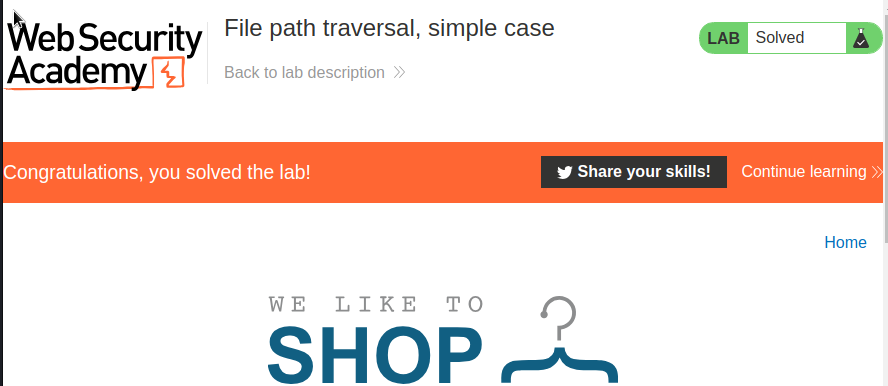 Web Security
Academy
File path traversal, simple case
Back to lab description
LAB Solved
Congratulations, you solved the lab!
Share your skills!
Continue learning
Home
WE LIKE TO
SHOP